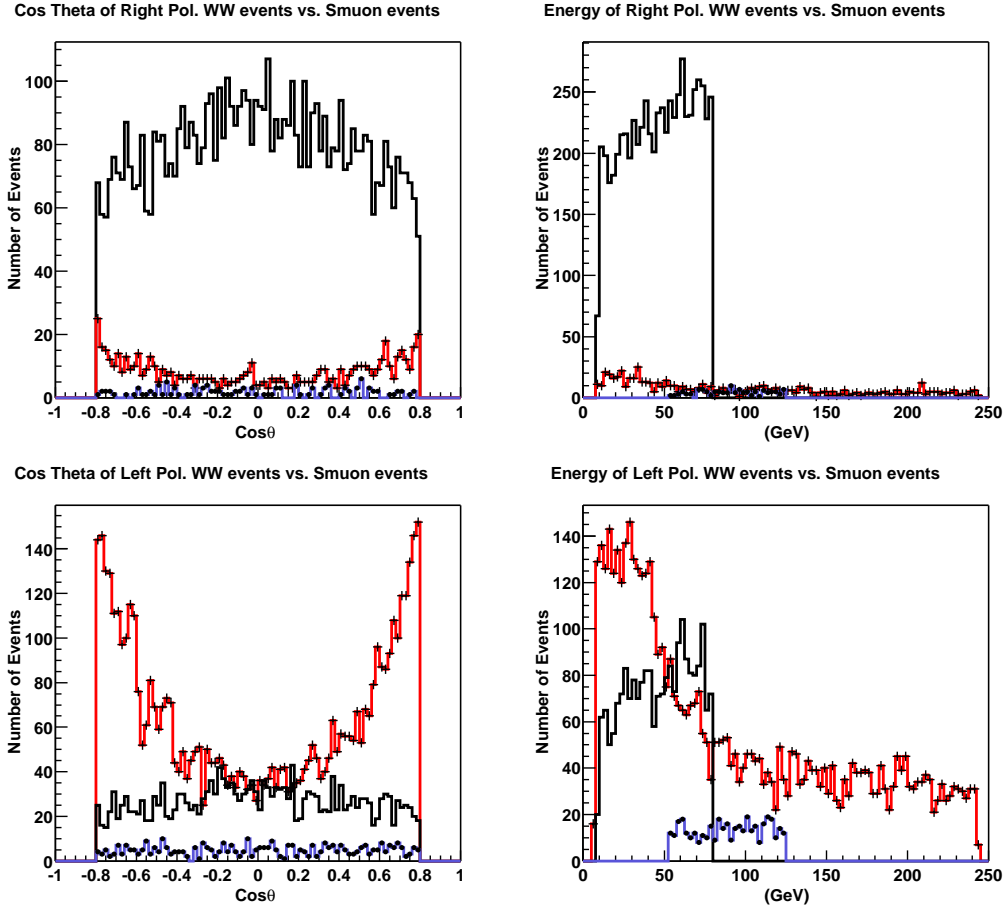 Cos Theta of Right Pol. WW events vs. Smuon events
Number of Events
100
80
60
40
20
0
-1 -0.8 -0.6 -0.4 -0.2 0 0.2 0.4 0.6 0.8 1
Cosθ
Energy of Right Pol. WW events vs. Smuon events
Number of Events
250
200
150
100
50
0
0 50 100 150 200 250
(GeV)
Cos Theta of Left Pol. WW events vs. Smuon events
Number of Events
140
120
100
80
60
40
20
0
-1 -0.8 -0.6 -0.4 -0.2 0 0.2 0.4 0.6 0.8 1
Cosθ
Energy of Left Pol. WW events vs. Smuon events
Number of Events
140
120
100
80
60
40
20
0
0 50 100 150 200 250
(GeV)